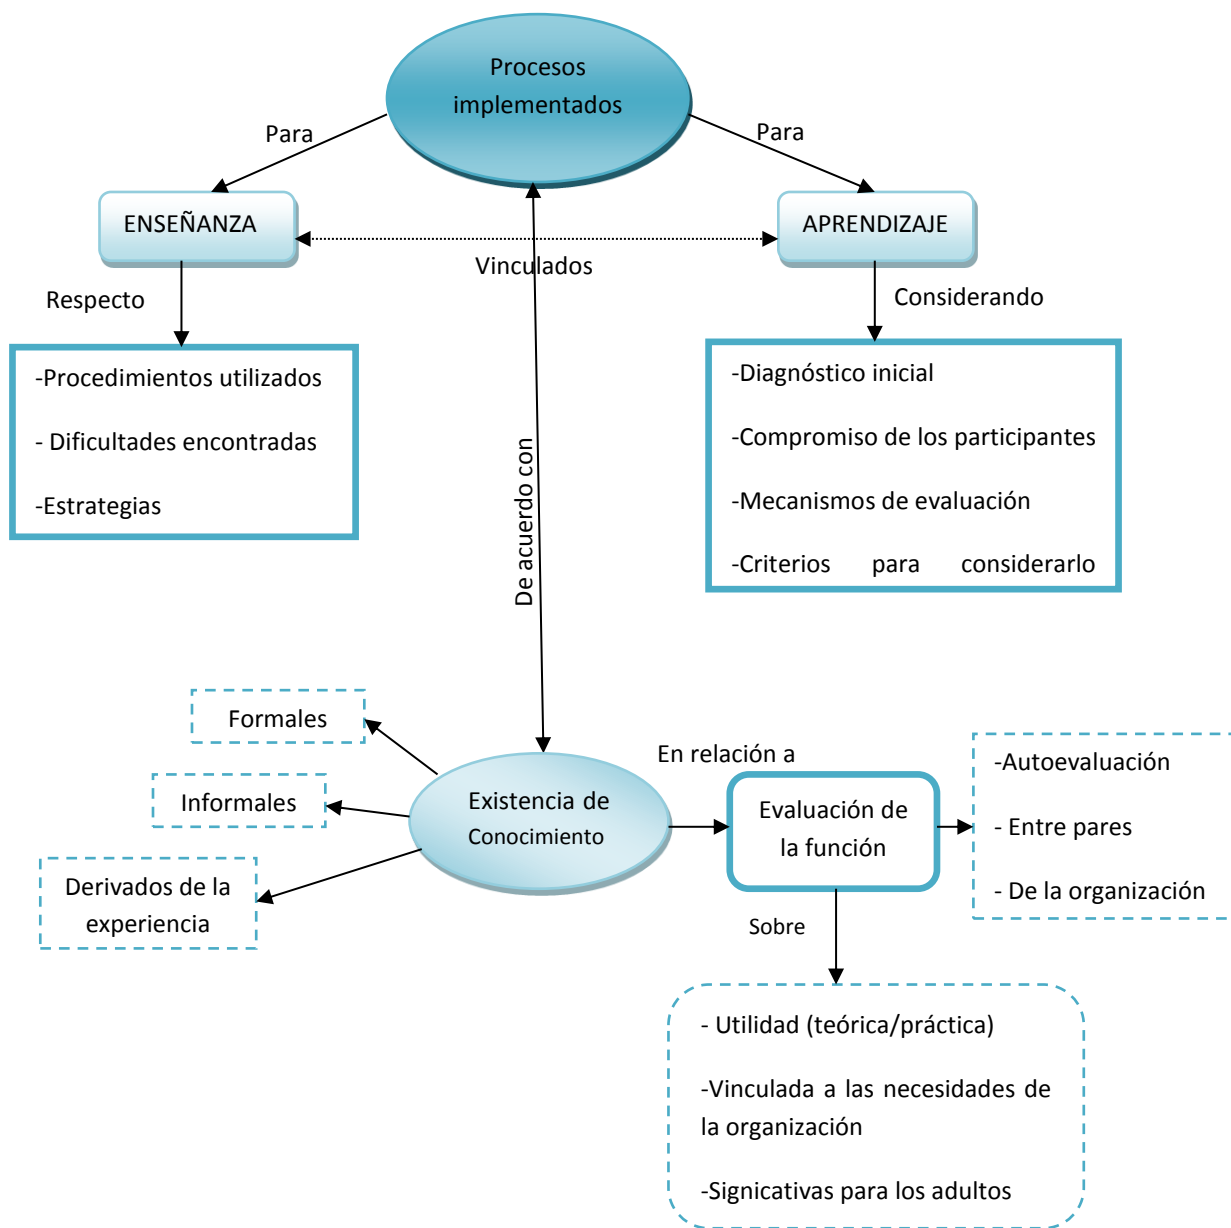 Procesos
implementados
Para
Para
ENSEÑANZA
APRENDIZAJE
Vinculados
Respecto
Considerando
-Procedimientos utilizados
- Dificultades encontradas
-Estrategias
-Diagnóstico inicial
-Compromiso de los participantes
-Mecanismos de evaluación
-Criterios para considerarlo
De acuerdo con
Formales
Informales
Derivados de la
experiencia
Existencia de
Conocimiento
En relación a
Evaluación de
la función
-Autoevaluación
- Entre pares
- De la organización
Sobre
- Utilidad (teórica/práctica)
-Vinculada a las necesidades de
la organización
-Signicativas para los adultos